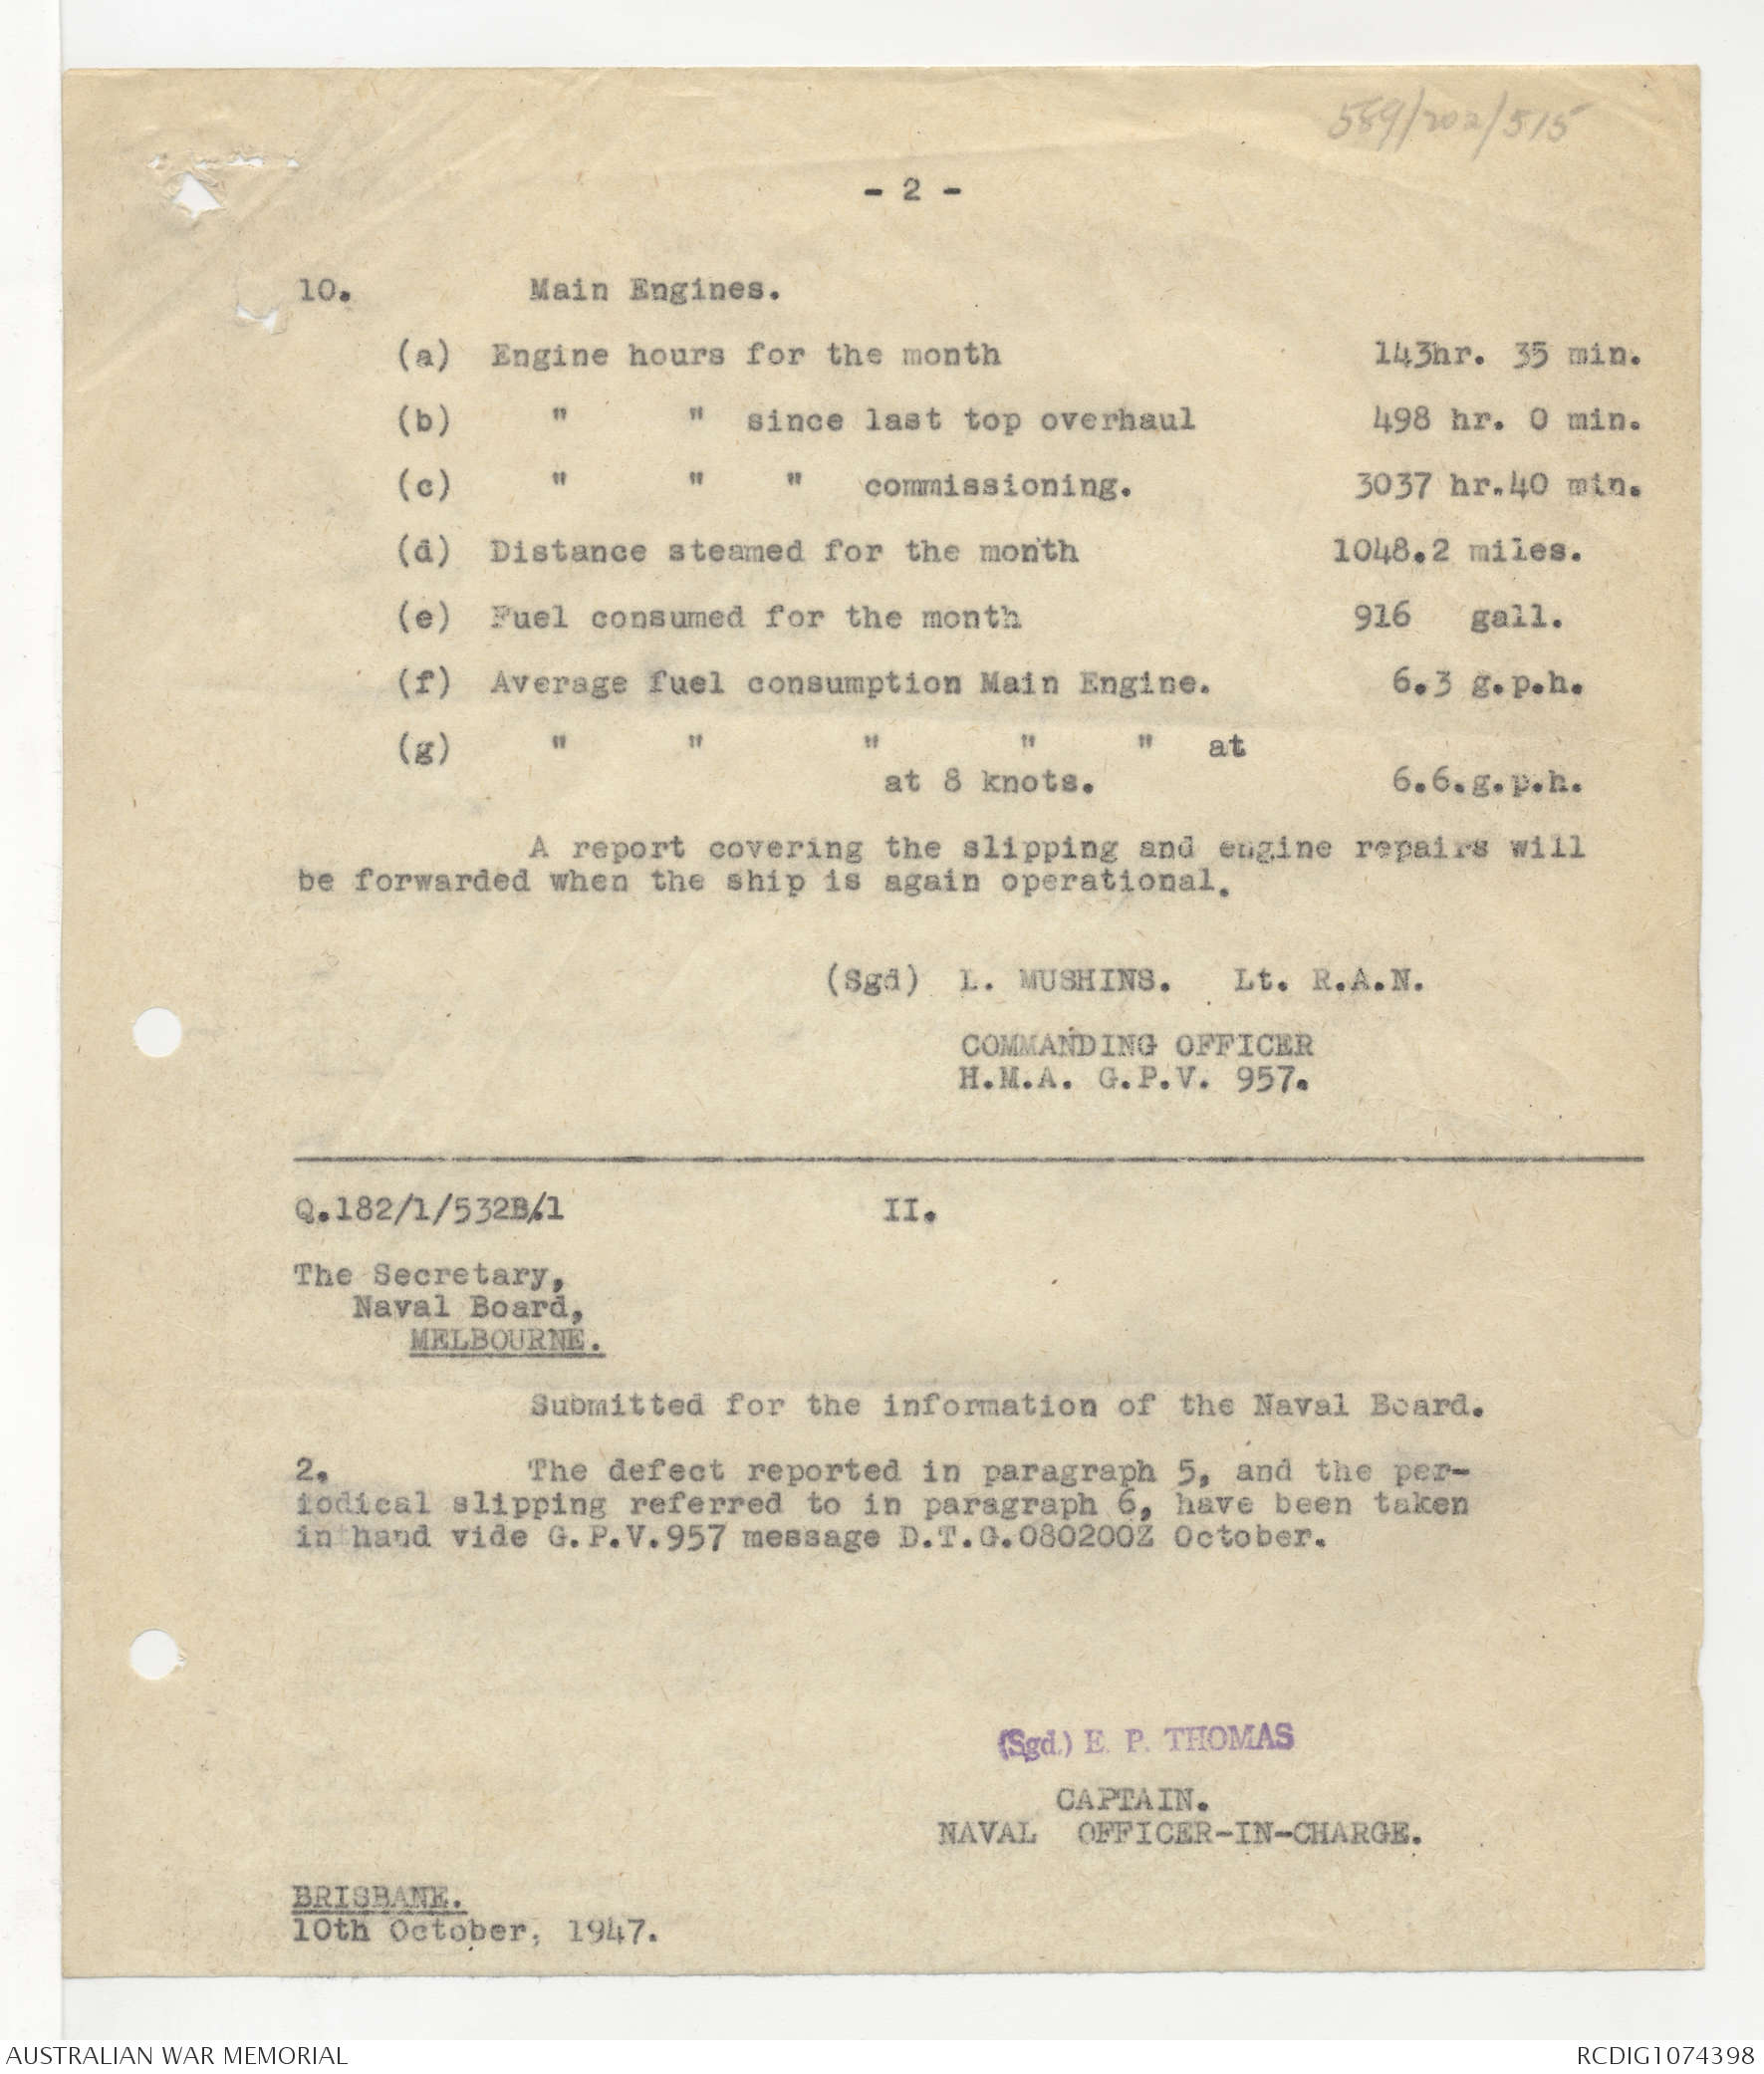 589/202/515
- 2 -
10. Main Engines.
(a) Engine hours for the month 143hr. 35 min.
(b) " " since last top overhaul 498 hr. 0 min.
(c) " " " commissioning. 3037 hr.40 min.
(d) Distance steamed for the month 1048.2 miles.
(e) Fuel consumed for the month 916 gall.
(f) Average fuel consumption Main Engine. 6.3 g.p.h.
(g) " " " " " at
at 8 knots. 6.6.g.p.h.
A report covering the slipping and engine repairs will
be forwarded when the ship is again operational.
(Sgd) L. MUSHINS. Lt. R.A.N.
COMMANDING OFFICER
H.M.A. G.P.V. 957.
Q.182/1/532B/1 II.
The Secretary,
Naval Board,
MELBOURNE.
Submitted for the information of the Naval Board.
2. The defect reported in paragraph 5, and the per-
iodical slipping referred to in paragraph 6, have been taken
in hand vide G.P.V.957 message D.T.G.080200Z October.
(Sgd.) E. P. THOMAS
CAPTAIN.
NAVAL OFFICER-IN-CHARGE.
BRISBANE.
10th October, 1947.
AUSTRALIAN WAR MEMORIAL RCDIG1074398